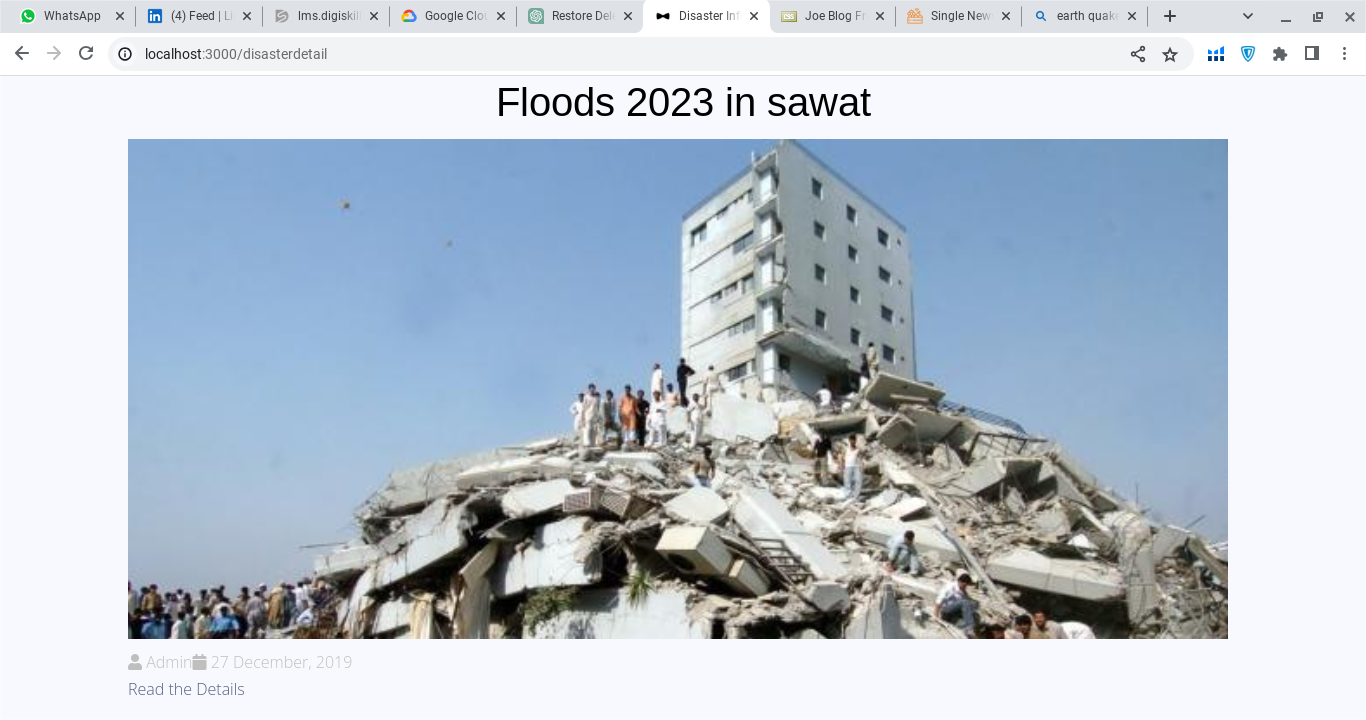 WhatsApp
(4) Feed | Li
lms.digiskil
Google Clou
Restore Del
Disaster Inf
Joe Blog Fr
Single New
earth quake
localhost:3000/disasterdetail
Floods 2023 in sawat
Admin 27 December, 2019
Read the Details